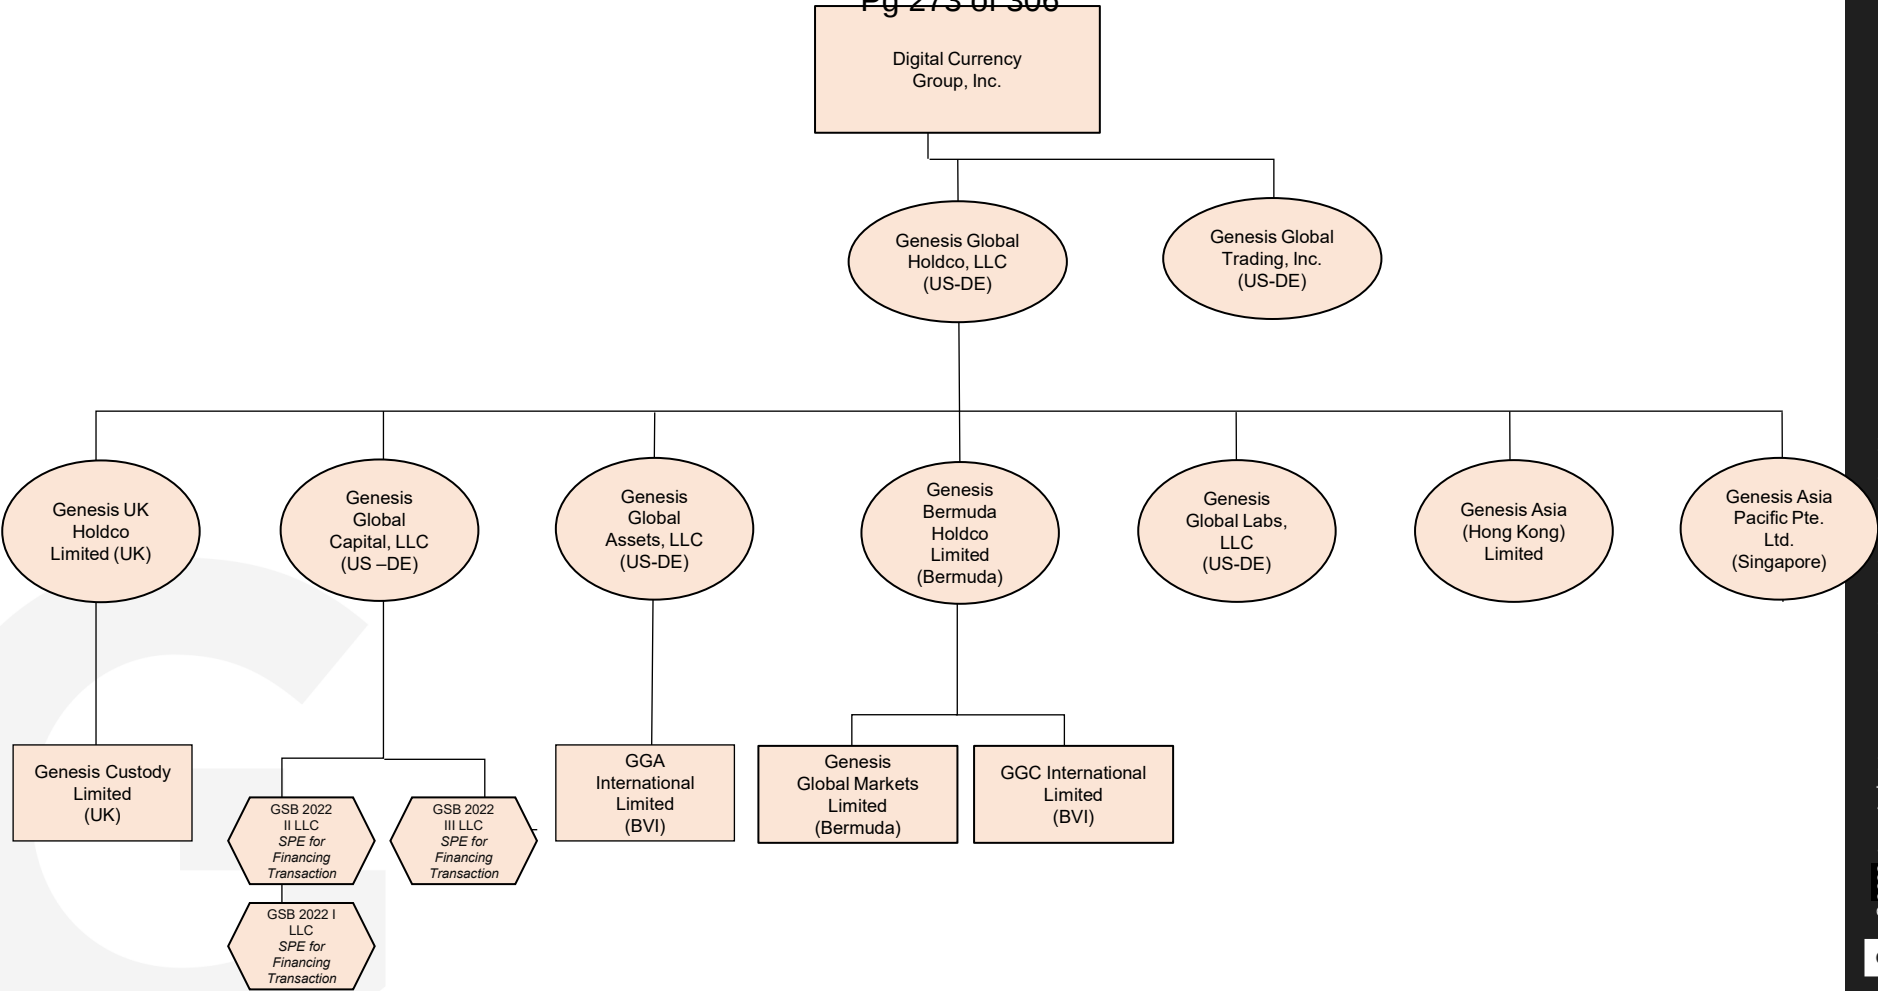 Pg 273 of 306
Digital Currency
Group, Inc.
Genesis Global
Holdco, LLC
(US-DE)
Genesis Global
Trading, Inc.
(US-DE)
Genesis UK
Holdco
Limited (UK)
Genesis
Global
Capital, LLC
(US –DE)
Genesis
Global
Assets, LLC
(US-DE)
Genesis
Bermuda
Holdco
Limited
(Bermuda)
Genesis
Global Labs,
LLC
(US-DE)
Genesis Asia
(Hong Kong)
Limited
Genesis Asia
Pacific Pte.
Ltd.
(Singapore)
Genesis Custody
Limited
(UK)
GSB 2022
II LLC
SPE for
Financing
Transaction
GSB 2022
III LLC
SPE for
Financing
Transaction
GGA
International
Limited
(BVI)
Genesis
Global Markets
Limited
(Bermuda)
GGC International
Limited
(BVI)
GSB 2022 I
LLC
SPE for
Financing
Transaction